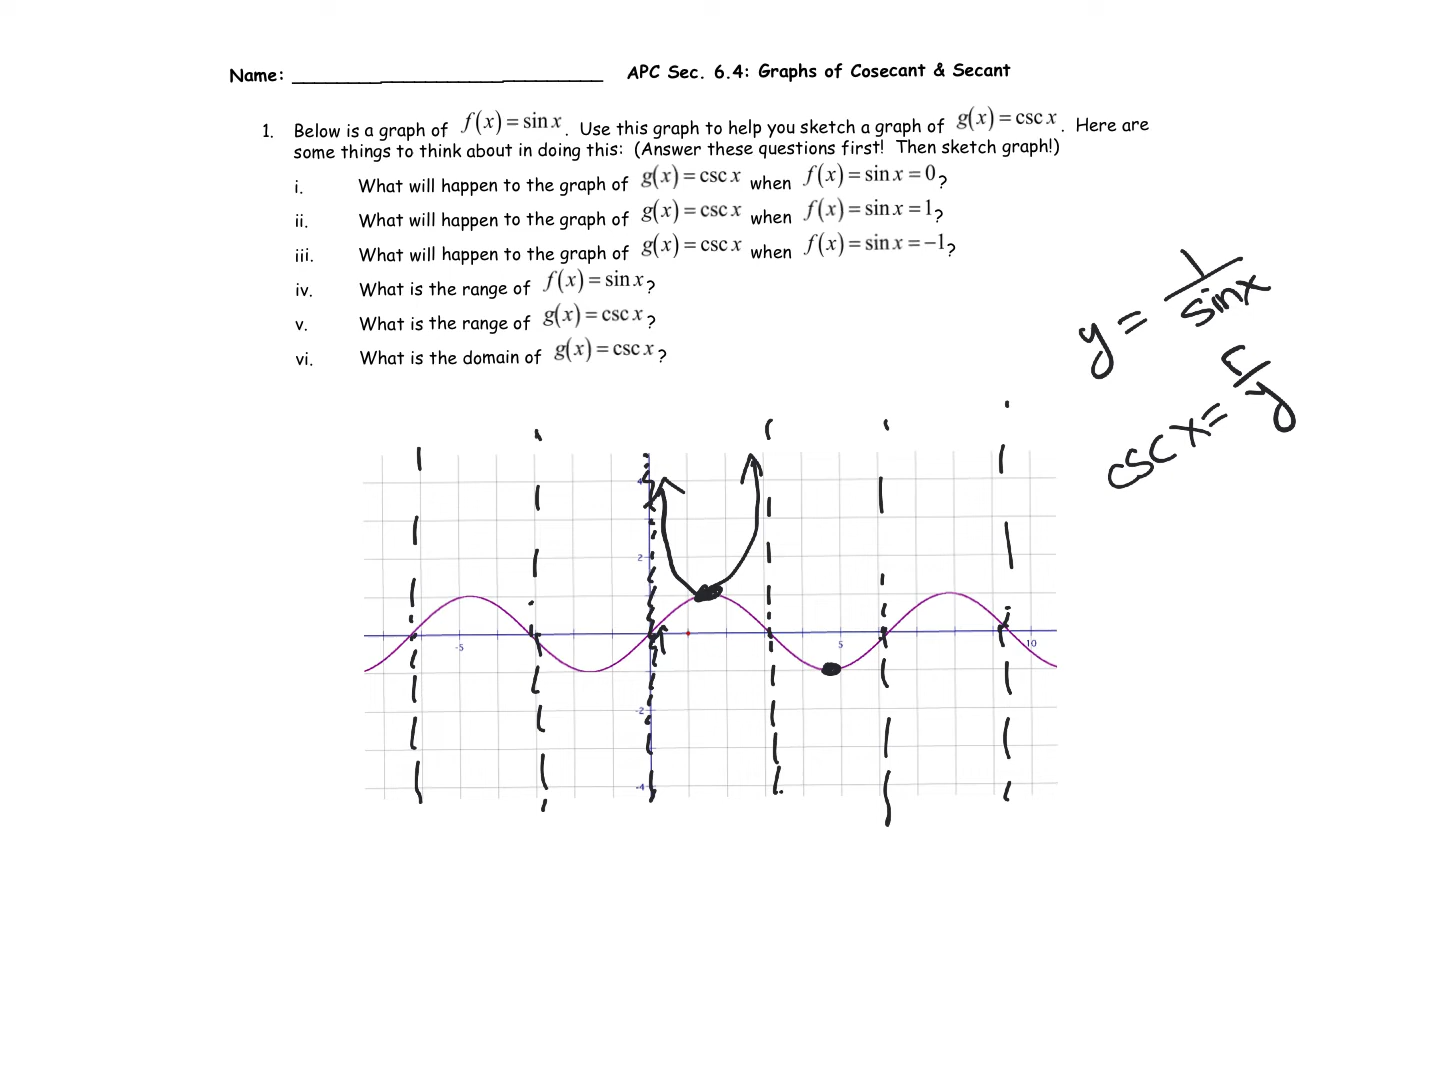 Name: ____________________ APC Sec. 6.4: Graphs of Cosecant & Secant
1. Below is a graph of f(x) = sin x. Use this graph to help you sketch a graph of g(x) = csc x. Here are
some things to think about in doing this: (Answer these questions first! Then sketch graph!)
i. What will happen to the graph of g(x) = csc x when f(x) = sin x = 0?
ii. What will happen to the graph of g(x) = csc x when f(x) = sin x = 1?
iii. What will happen to the graph of g(x) = csc x when f(x) = sin x = −1?
iv. What is the range of f(x) = sin x?
v. What is the range of g(x) = csc x?
vi. What is the domain of g(x) = csc x?
y = 1/sinx
csc x = r/y
4
2
-5 5 10
-2
-4